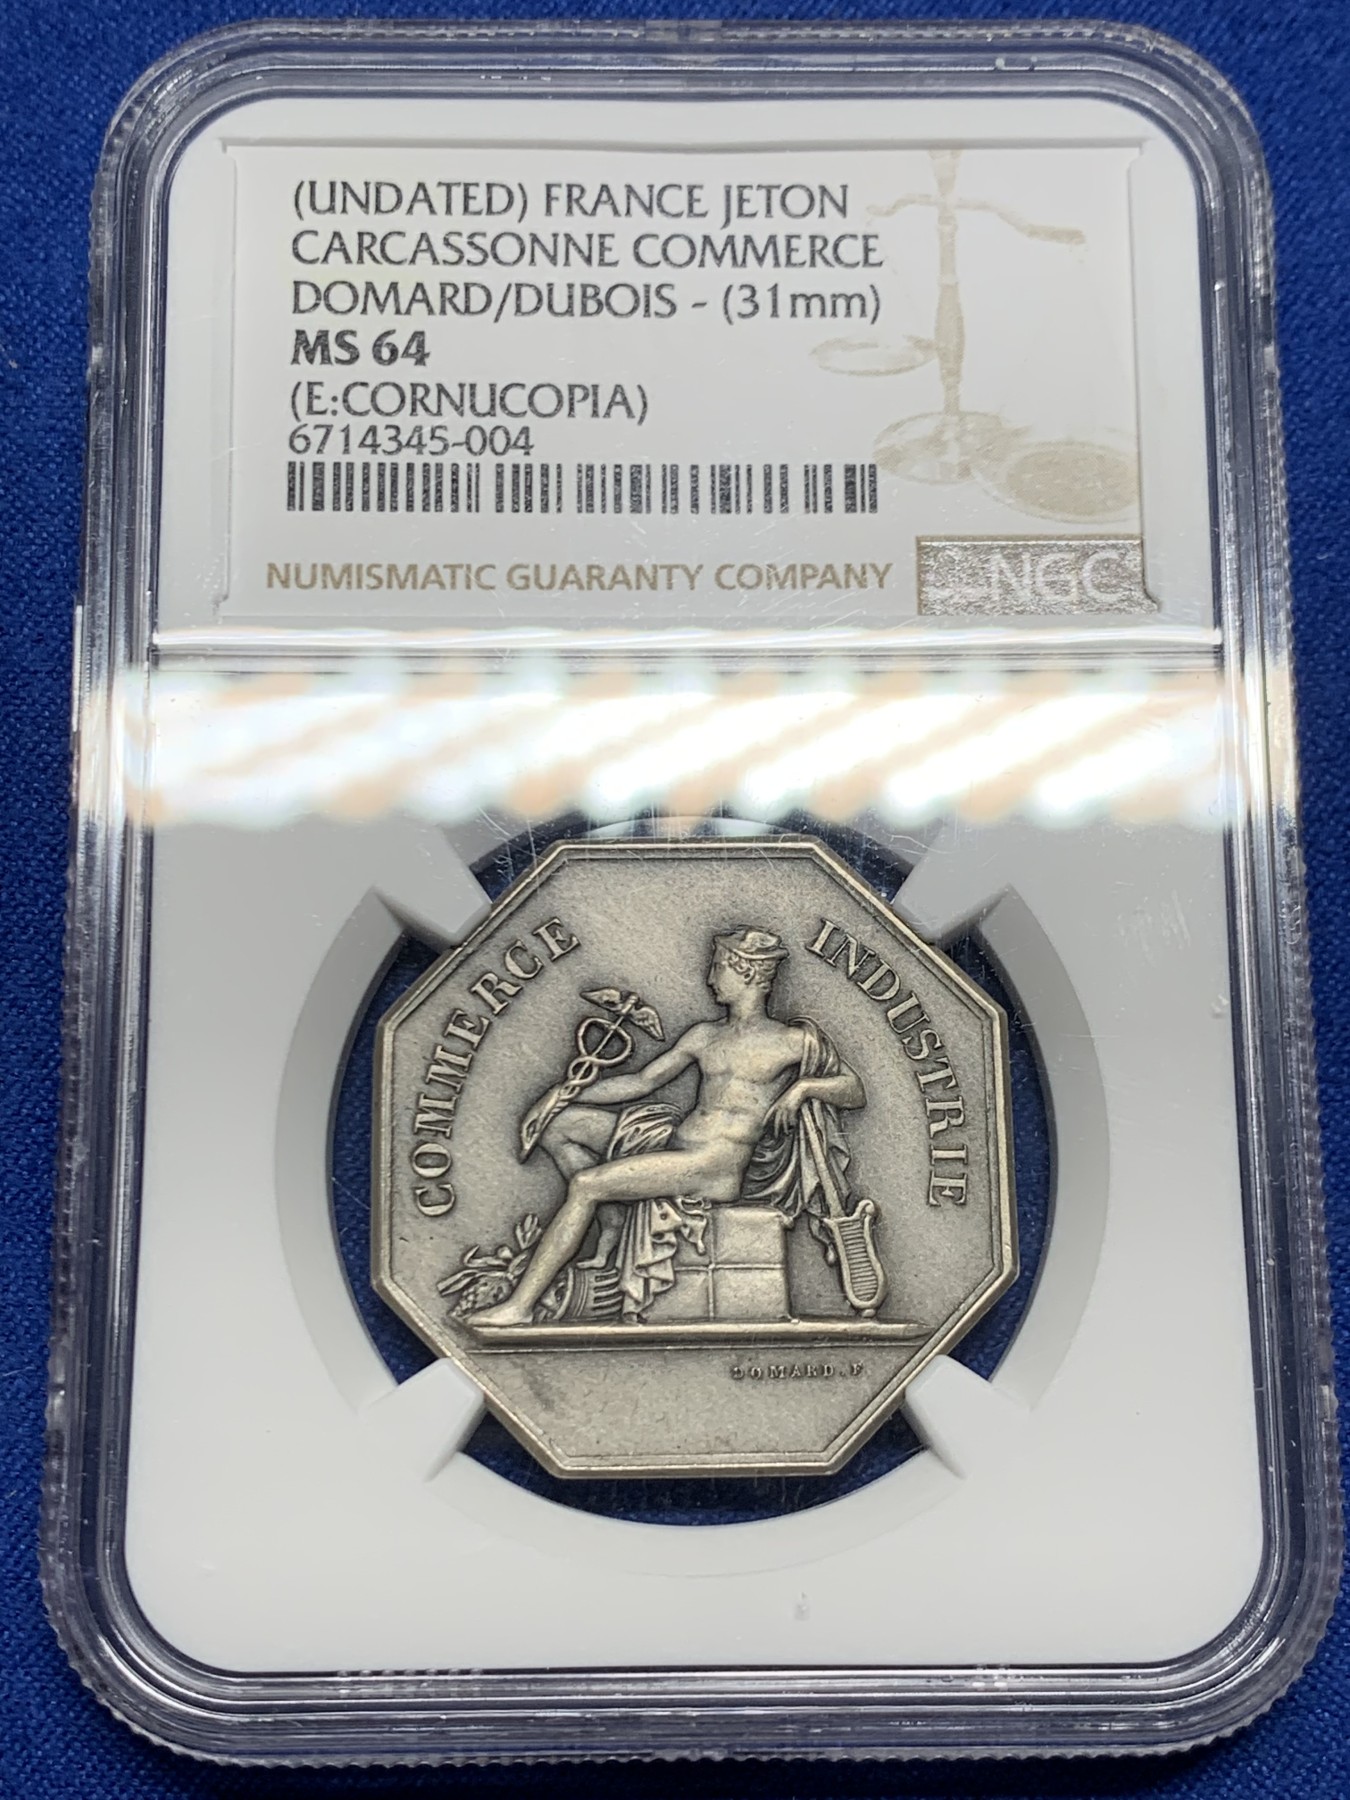 (UNDATED) FRANCE JETON
CARCASSONNE COMMERCE
DOMARD/DUBOIS - (31mm)
MS 64
(E:CORNUCOPIA)
6714345-004
NUMISMATIC GUARANTY COMPANY
NGC
COMMERCE
INDUSTRIE
DOMARD. F.